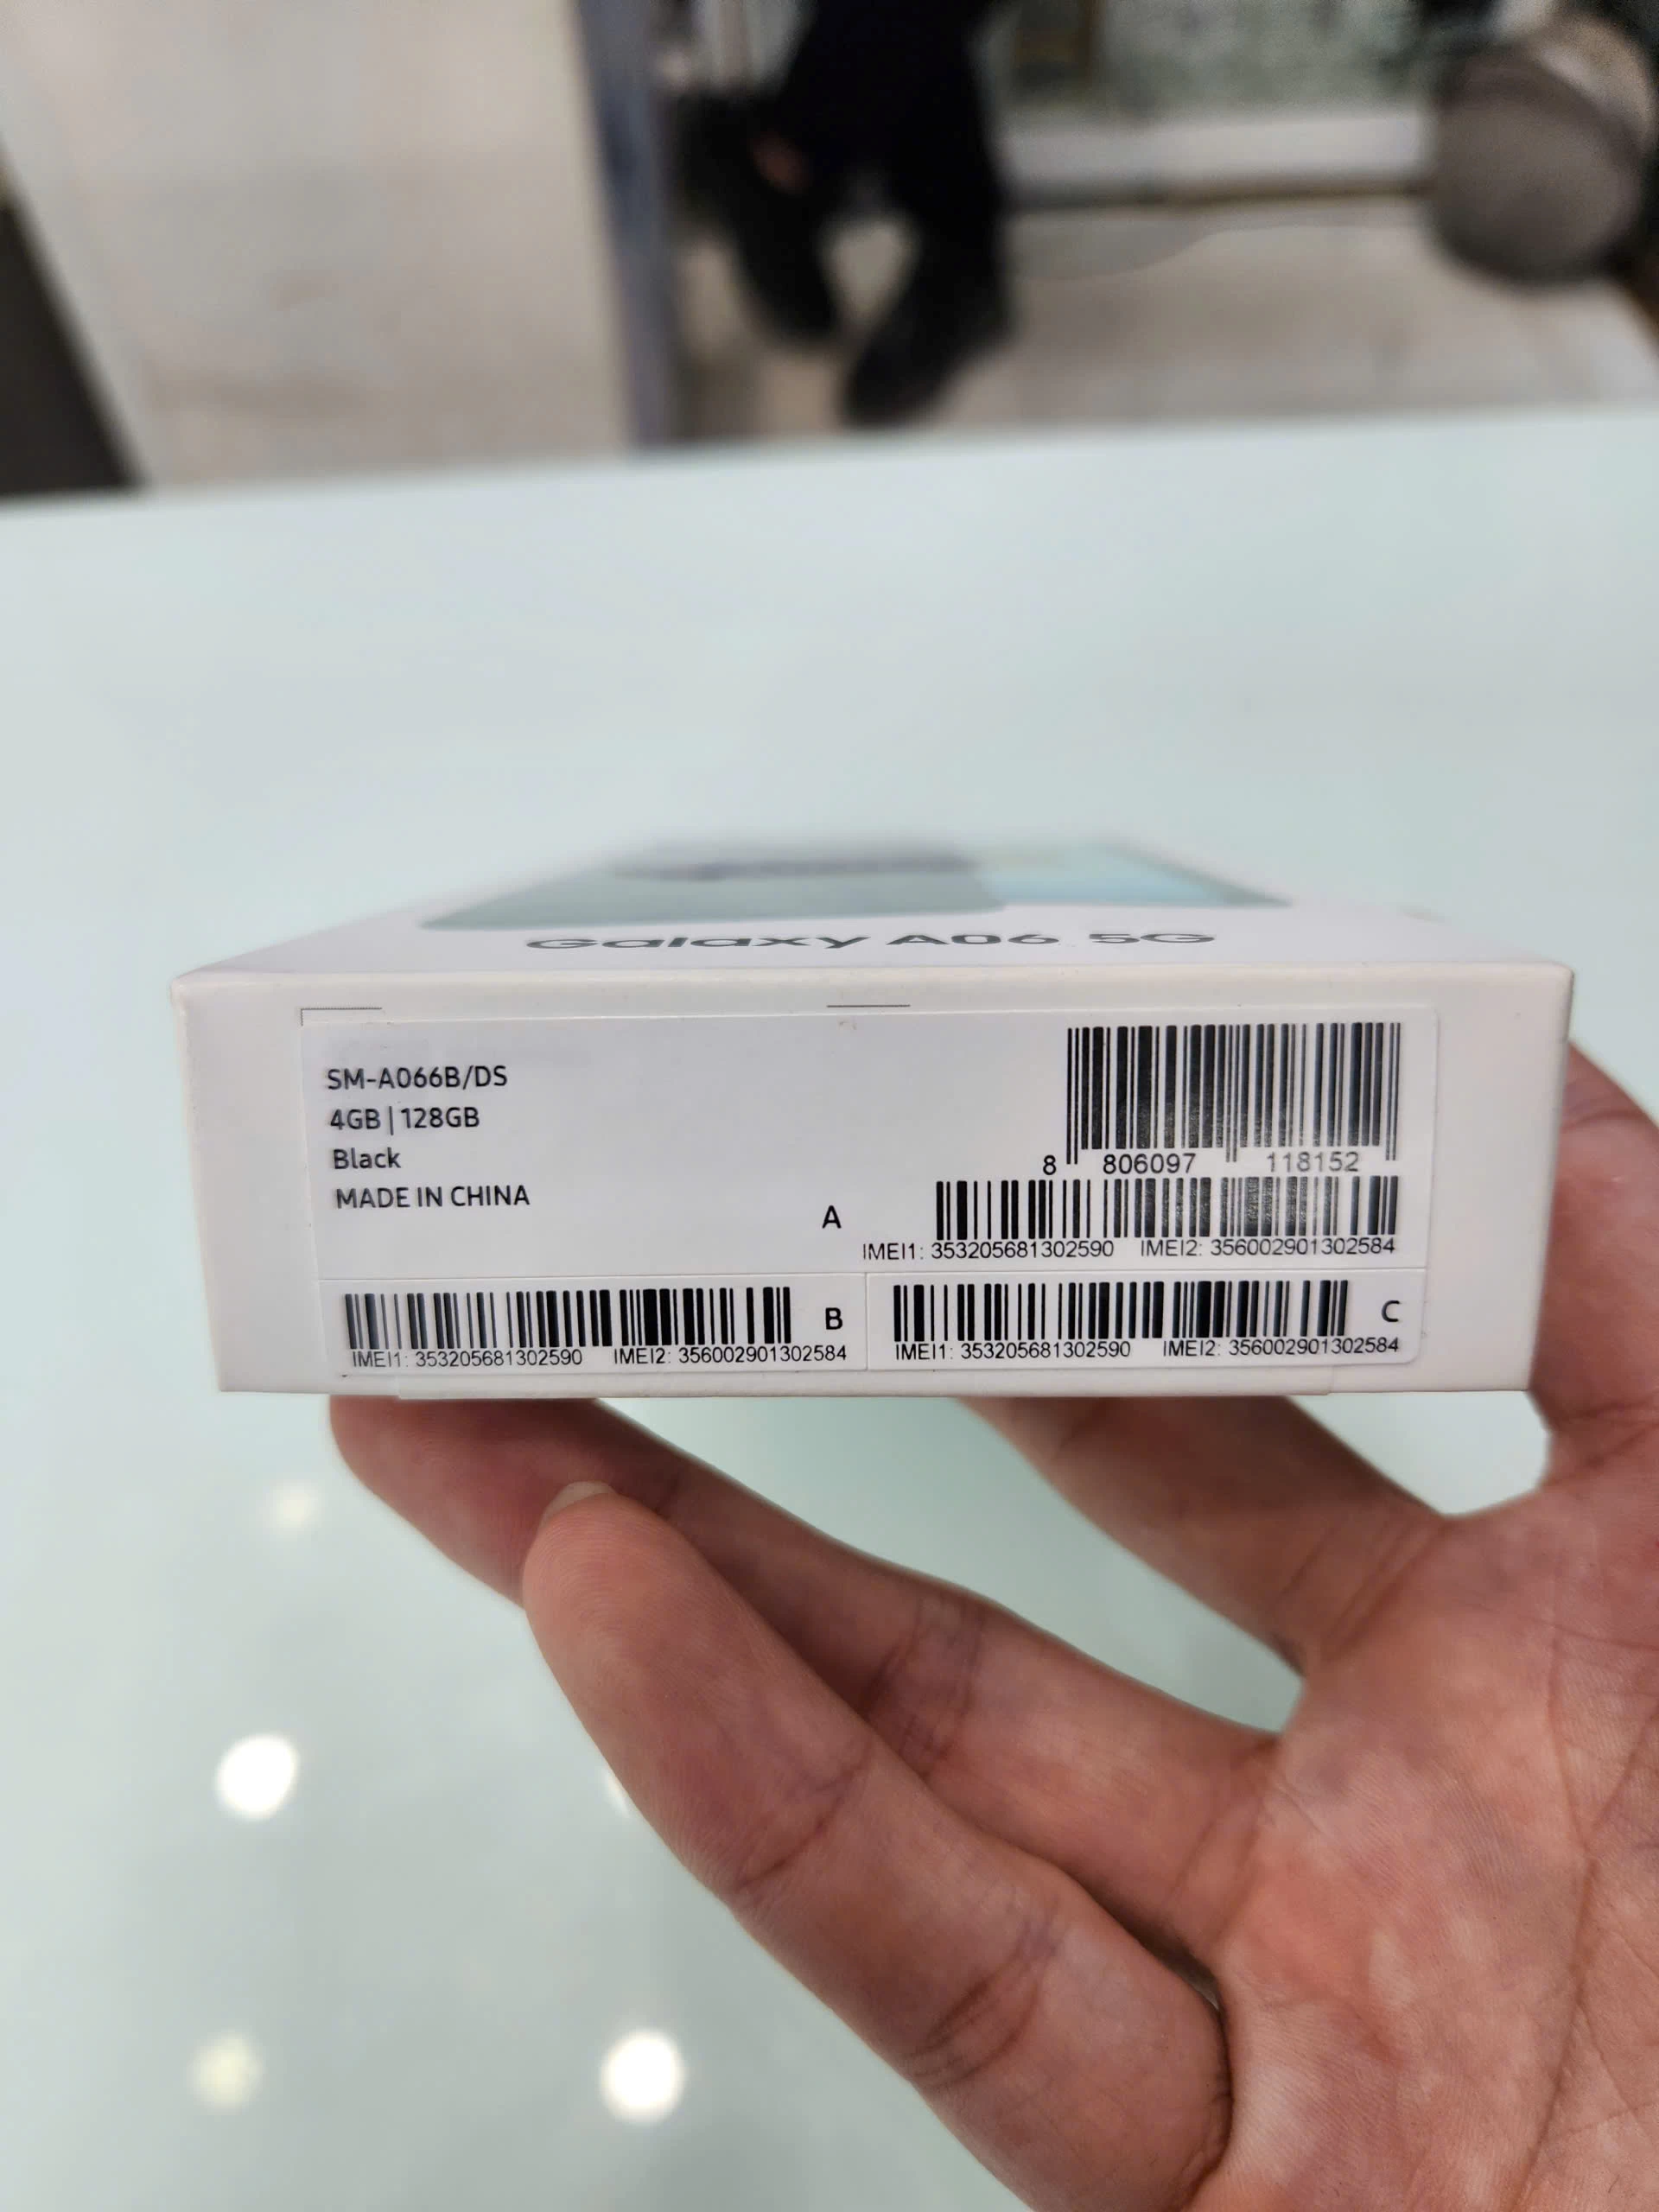 Galaxy A06 5G
SM-A066B/DS
4GB | 128GB
Black
MADE IN CHINA
8 806097 118152
A
IMEI1: 353205681302590 IMEI2: 356002901302584
B
IMEI1: 353205681302590 IMEI2: 356002901302584
C
IMEI1: 353205681302590 IMEI2: 356002901302584